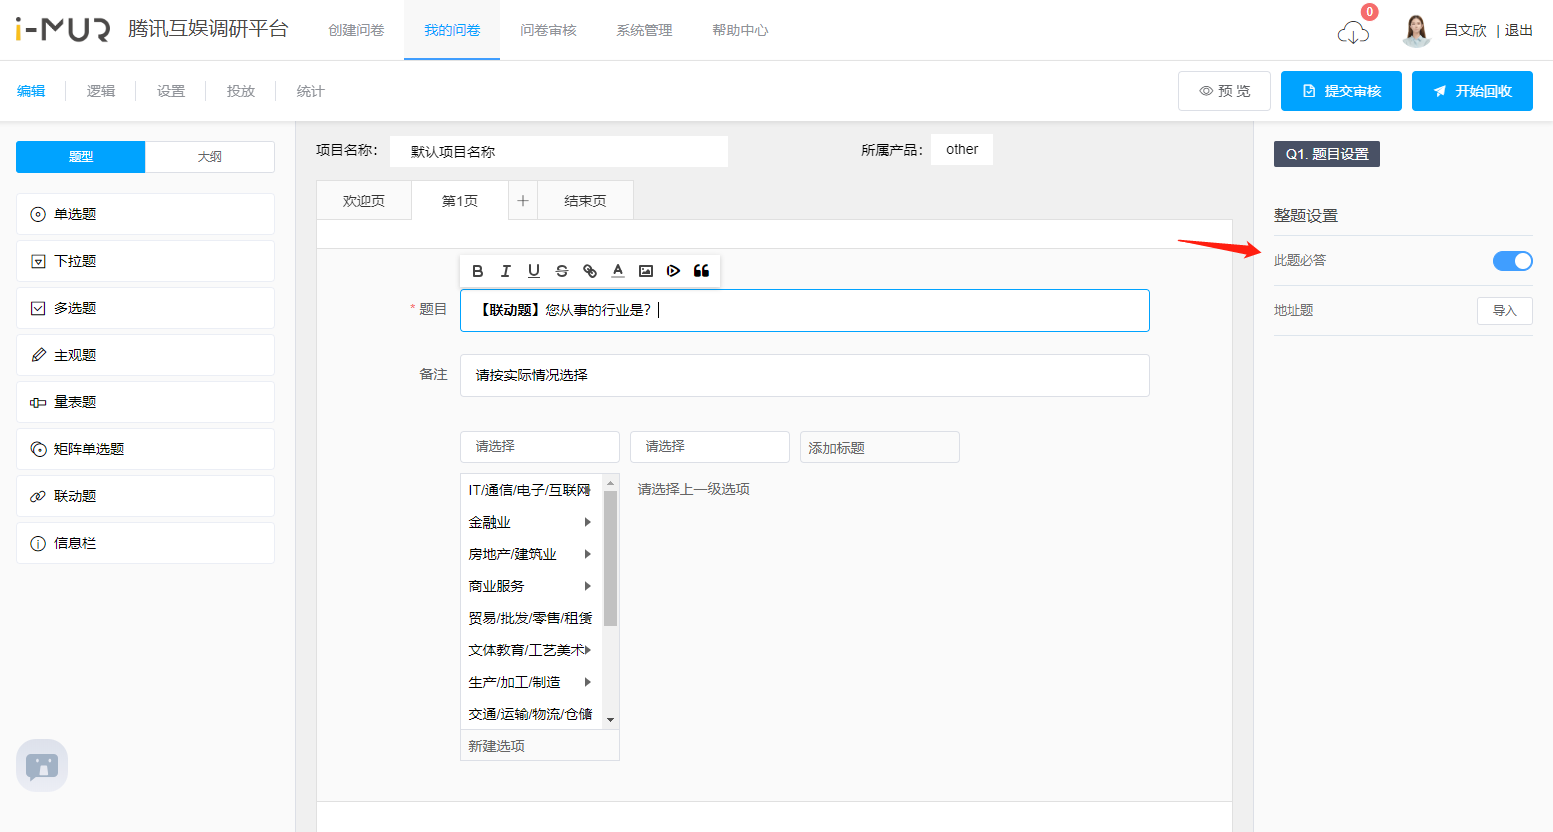 i-MUR 腾讯互娱调研平台 创建问卷 我的问卷 问卷审核 系统管理 帮助中心 0 吕文欣 | 退出
编辑 逻辑 设置 投放 统计 预 览 提交审核 开始回收
题型 大纲
单选题
下拉题
多选题
主观题
量表题
矩阵单选题
联动题
信息栏
项目名称： 默认项目名称 所属产品： other
欢迎页 第1页 + 结束页
B I U S A
* 题目 【联动题】您从事的行业是？
备注 请按实际情况选择
请选择 请选择 添加标题
IT/通信/电子/互联网 请选择上一级选项
金融业
房地产/建筑业
商业服务
贸易/批发/零售/租赁
文体教育/工艺美术
生产/加工/制造
交通/运输/物流/仓储
新建选项
Q1. 题目设置
整题设置
此题必答
地址题 导入